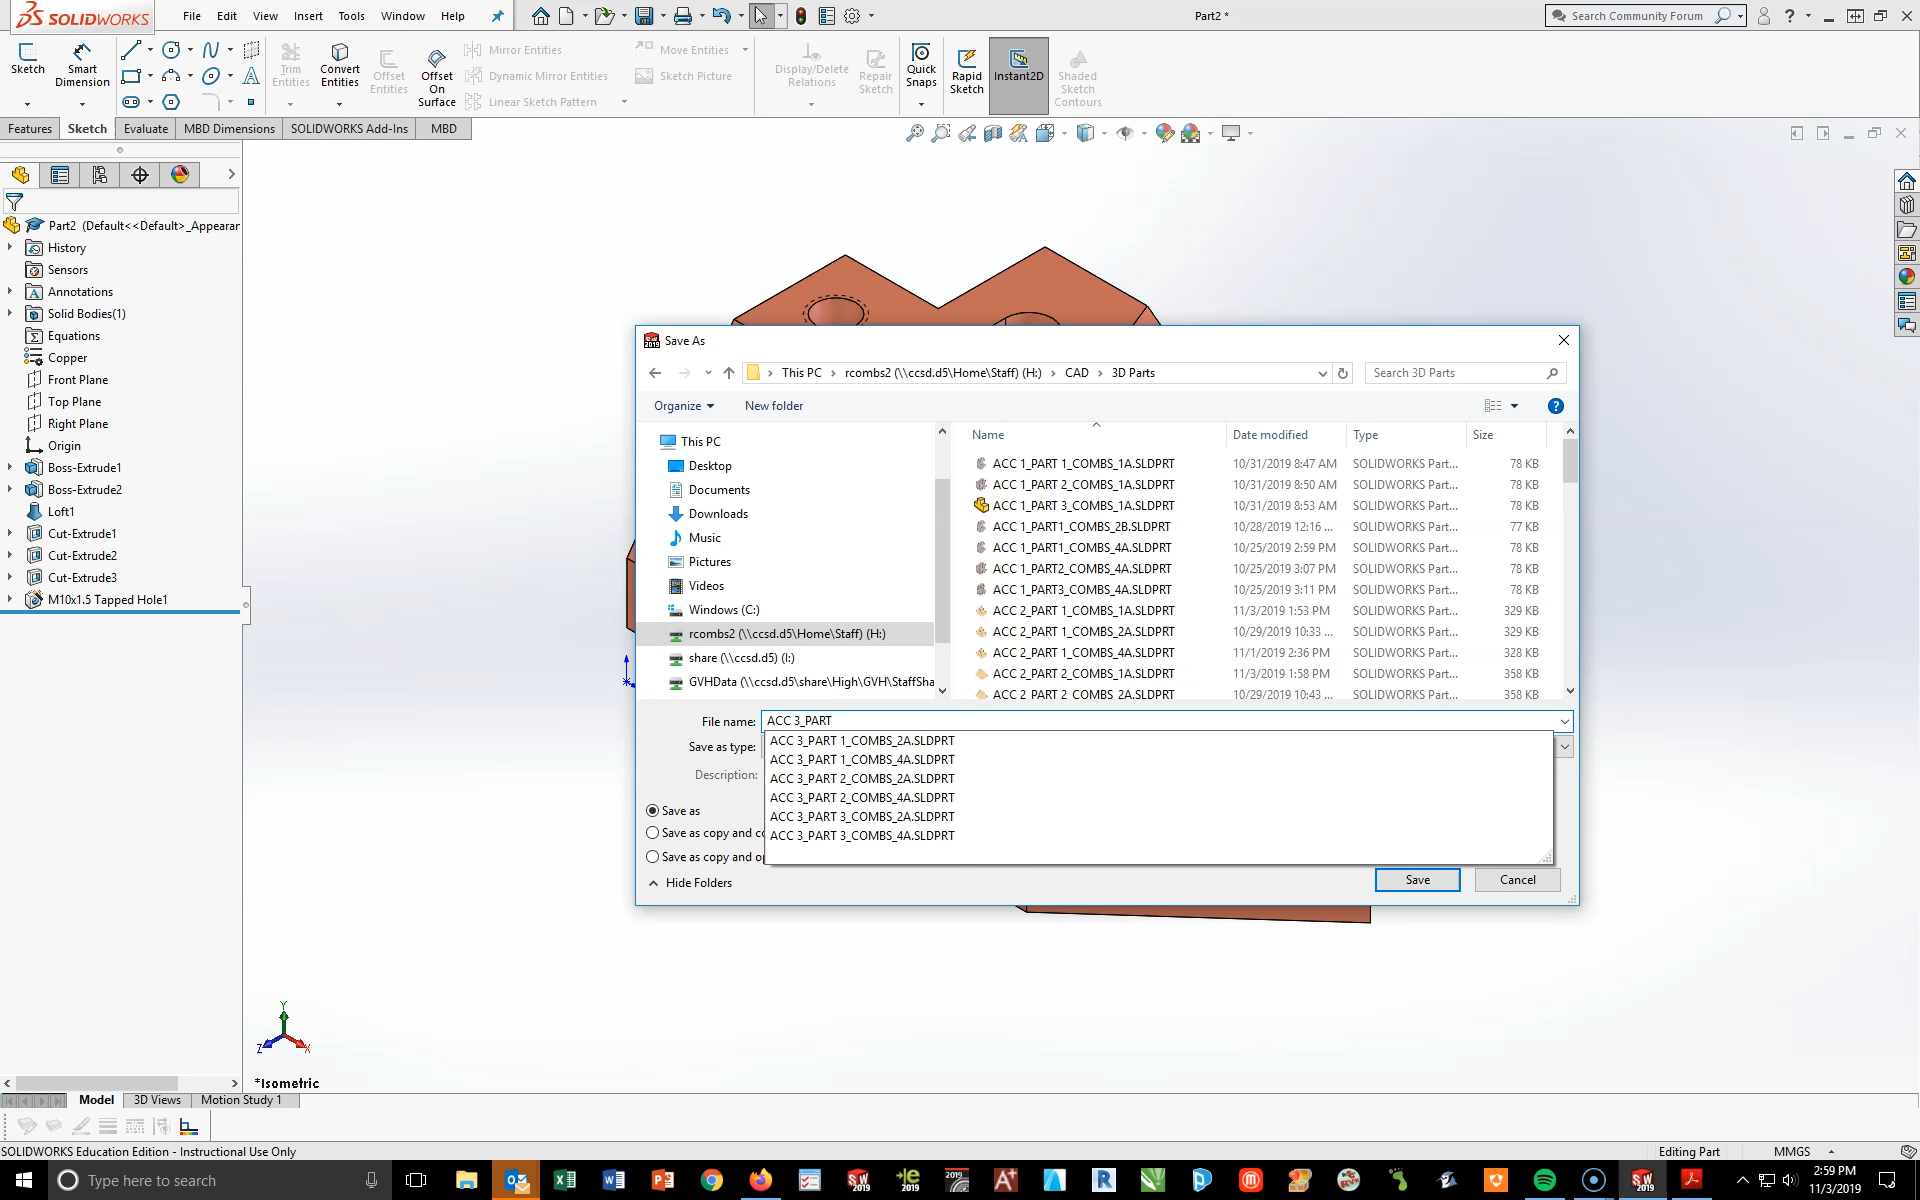 SOLIDWORKS File Edit View Insert Tools Window Help Part2 * Search Community Forum
Sketch Smart Dimension Trim Entities Convert Entities Offset Entities Offset On Surface Mirror Entities Dynamic Mirror Entities Linear Sketch Pattern Move Entities Sketch Picture Display/Delete Relations Repair Sketch Quick Snaps Rapid Sketch Instant2D Shaded Sketch Contours
Features Sketch Evaluate MBD Dimensions SOLIDWORKS Add-Ins MBD
Part2 (Default<<Default>_Appearar
History
Sensors
Annotations
Solid Bodies(1)
Equations
Copper
Front Plane
Top Plane
Right Plane
Origin
Boss-Extrude1
Boss-Extrude2
Loft1
Cut-Extrude1
Cut-Extrude2
Cut-Extrude3
M10x1.5 Tapped Hole1
Save As
This PC › rcombs2 (\\ccsd.d5\Home\Staff) (H:) › CAD › 3D Parts Search 3D Parts
Organize New folder
This PC
Desktop
Documents
Downloads
Music
Pictures
Videos
Windows (C:)
rcombs2 (\\ccsd.d5\Home\Staff) (H:)
share (\\ccsd.d5) (I:)
GVHData (\\ccsd.d5\share\High\GVH\StaffSha
Name Date modified Type Size
ACC 1_PART 1_COMBS_1A.SLDPRT 10/31/2019 8:47 AM SOLIDWORKS Part... 78 KB
ACC 1_PART 2_COMBS_1A.SLDPRT 10/31/2019 8:50 AM SOLIDWORKS Part... 78 KB
ACC 1_PART 3_COMBS_1A.SLDPRT 10/31/2019 8:53 AM SOLIDWORKS Part... 78 KB
ACC 1_PART1_COMBS_2B.SLDPRT 10/28/2019 12:16 ... SOLIDWORKS Part... 77 KB
ACC 1_PART1_COMBS_4A.SLDPRT 10/25/2019 2:59 PM SOLIDWORKS Part... 78 KB
ACC 1_PART2_COMBS_4A.SLDPRT 10/25/2019 3:07 PM SOLIDWORKS Part... 78 KB
ACC 1_PART3_COMBS_4A.SLDPRT 10/25/2019 3:11 PM SOLIDWORKS Part... 78 KB
ACC 2_PART 1_COMBS_1A.SLDPRT 11/3/2019 1:53 PM SOLIDWORKS Part... 329 KB
ACC 2_PART 1_COMBS_2A.SLDPRT 10/29/2019 10:33 ... SOLIDWORKS Part... 329 KB
ACC 2_PART 1_COMBS_4A.SLDPRT 11/1/2019 2:36 PM SOLIDWORKS Part... 328 KB
ACC 2_PART 2_COMBS_1A.SLDPRT 11/3/2019 1:58 PM SOLIDWORKS Part... 358 KB
ACC 2_PART 2_COMBS_2A.SLDPRT 10/29/2019 10:43 ... SOLIDWORKS Part... 358 KB
File name: ACC 3_PART
Save as type:
Description:
ACC 3_PART 1_COMBS_2A.SLDPRT
ACC 3_PART 1_COMBS_4A.SLDPRT
ACC 3_PART 2_COMBS_2A.SLDPRT
ACC 3_PART 2_COMBS_4A.SLDPRT
ACC 3_PART 3_COMBS_2A.SLDPRT
ACC 3_PART 3_COMBS_4A.SLDPRT
Save as
Save as copy and co
Save as copy and op
Hide Folders Save Cancel
Y
Z X
*Isometric
Model 3D Views Motion Study 1
SOLIDWORKS Education Edition - Instructional Use Only Editing Part MMGS
Type here to search 2:59 PM
11/3/2019